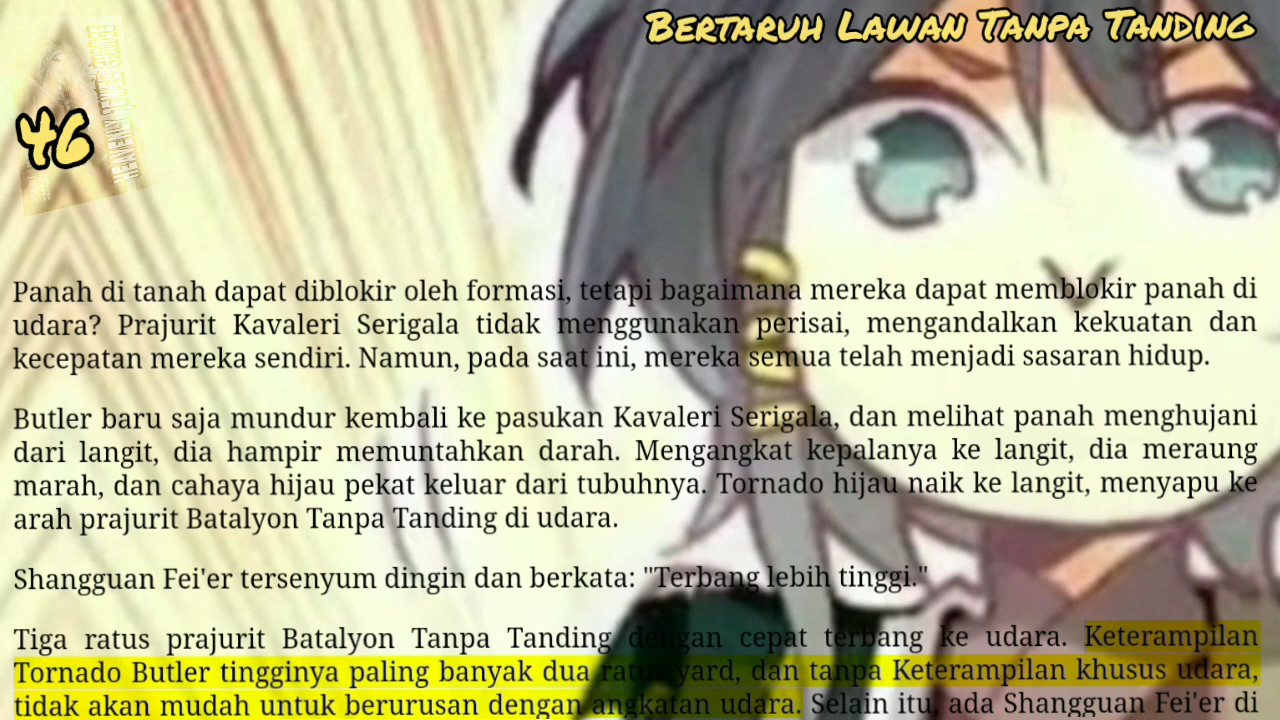 Bertaruh Lawan Tanpa Tanding
46
Panah di tanah dapat diblokir oleh formasi, tetapi bagaimana mereka dapat memblokir panah di
udara? Prajurit Kavaleri Serigala tidak menggunakan perisai, mengandalkan kekuatan dan
kecepatan mereka sendiri. Namun, pada saat ini, mereka semua telah menjadi sasaran hidup.
Butler baru saja mundur kembali ke pasukan Kavaleri Serigala, dan melihat panah menghujani
dari langit, dia hampir memuntahkan darah. Mengangkat kepalanya ke langit, dia meraung
marah, dan cahaya hijau pekat keluar dari tubuhnya. Tornado hijau naik ke langit, menyapu ke
arah prajurit Batalyon Tanpa Tanding di udara.
Shangguan Fei'er tersenyum dingin dan berkata: "Terbang lebih tinggi."
Tiga ratus prajurit Batalyon Tanpa Tanding dengan cepat terbang ke udara. Keterampilan
Tornado Butler tingginya paling banyak dua ratus yard, dan tanpa Keterampilan khusus udara,
tidak akan mudah untuk berurusan dengan angkatan udara. Selain itu, ada Shangguan Fei'er di